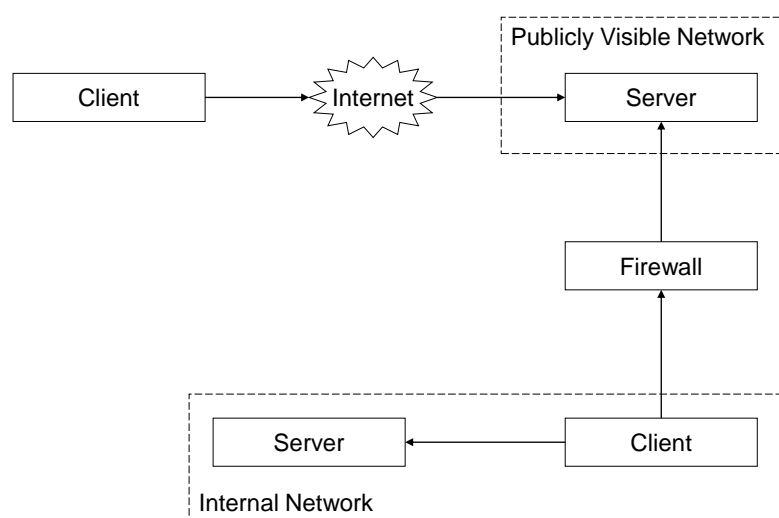 Publicly Visible Network
Client
Internet
Server
Firewall
Server
Client
Internal Network